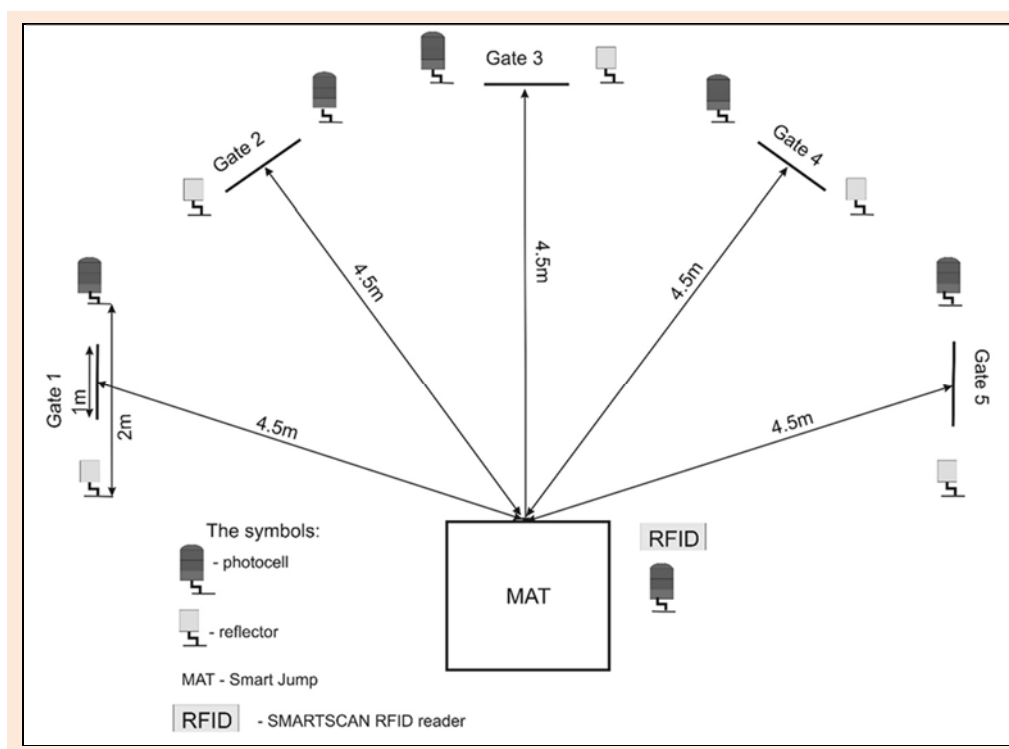 Gate 3
Gate 2
Gate 4
4.5m
4.5m
4.5m
Gate 1
1m
2m
4.5m
4.5m
Gate 5
The symbols:
- photocell
- reflector
MAT - Smart Jump
RFID - SMARTSCAN RFID reader
MAT
RFID